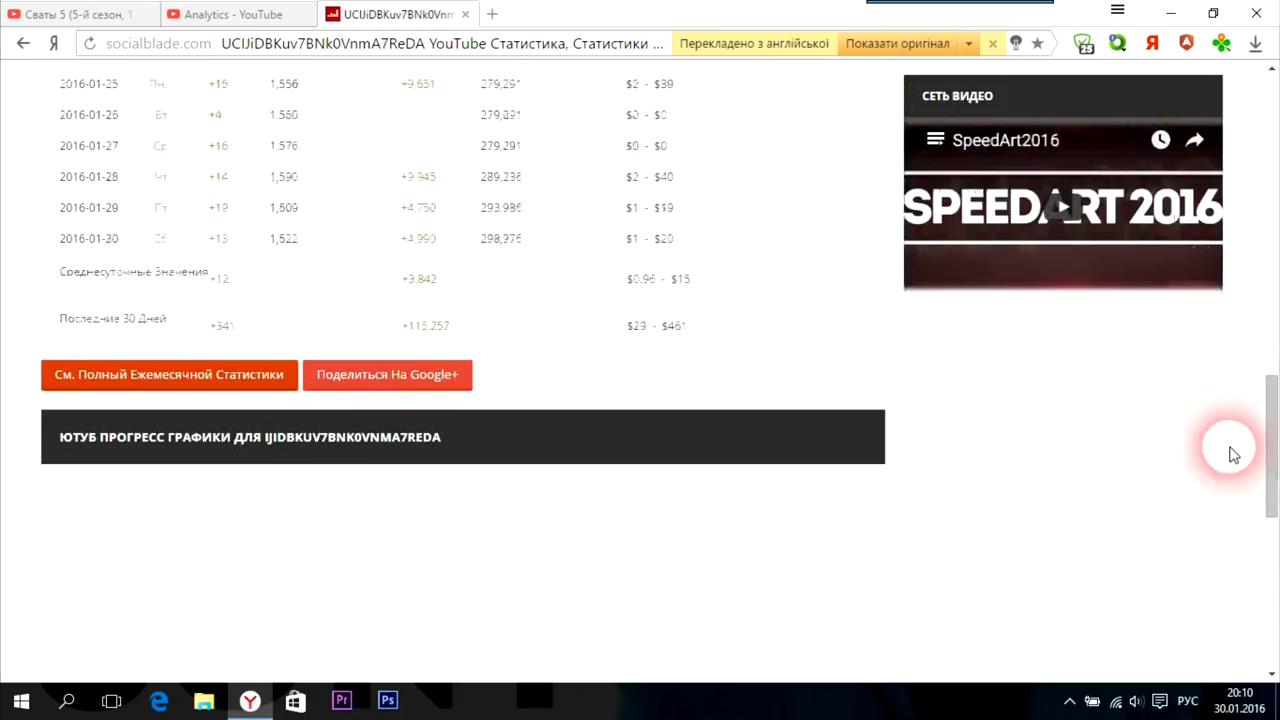 Сваты 5 (5-й сезон, 1
Analytics - YouTube
UCIJiDBKuv7BNk0Vnm
socialblade.com UCIJiDBKuv7BNk0VnmA7ReDA YouTube Статистика, Статистики ...
Перекладено з англійської
Показати оригінал
25
2016-01-25 Пн +16 1,556 +9,651 279,291 $2 - $39
2016-01-26 Вт +4 1,560 279,291 $0 - $0
2016-01-27 Ср +16 1,576 279,291 $0 - $0
2016-01-28 Чт +14 1,590 +9,945 289,236 $2 - $40
2016-01-29 Пт +19 1,609 +4,750 293,986 $1 - $19
2016-01-30 Сб +13 1,522 +4,990 298,976 $1 - $20
Среднесуточные Значения +12 +3,842 $0.96 - $15
Последние 30 Дней +341 +115,257 $29 - $461
См. Полный Ежемесячной Статистики
Поделиться На Google+
ЮТУБ ПРОГРЕСС ГРАФИКИ ДЛЯ IJIDBKUV7BNK0VNMA7REDA
СЕТЬ ВИДЕО
SpeedArt2016
SPEEDART 2016
Pr
Ps
РУС
20:10
30.01.2016